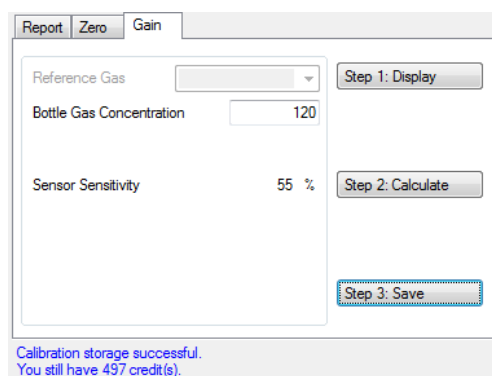 Report Zero Gain
Reference Gas Step 1: Display
Bottle Gas Concentration 120
Sensor Sensitivity 55 % Step 2: Calculate
Step 3: Save
Calibration storage successful.
You still have 497 credit(s).